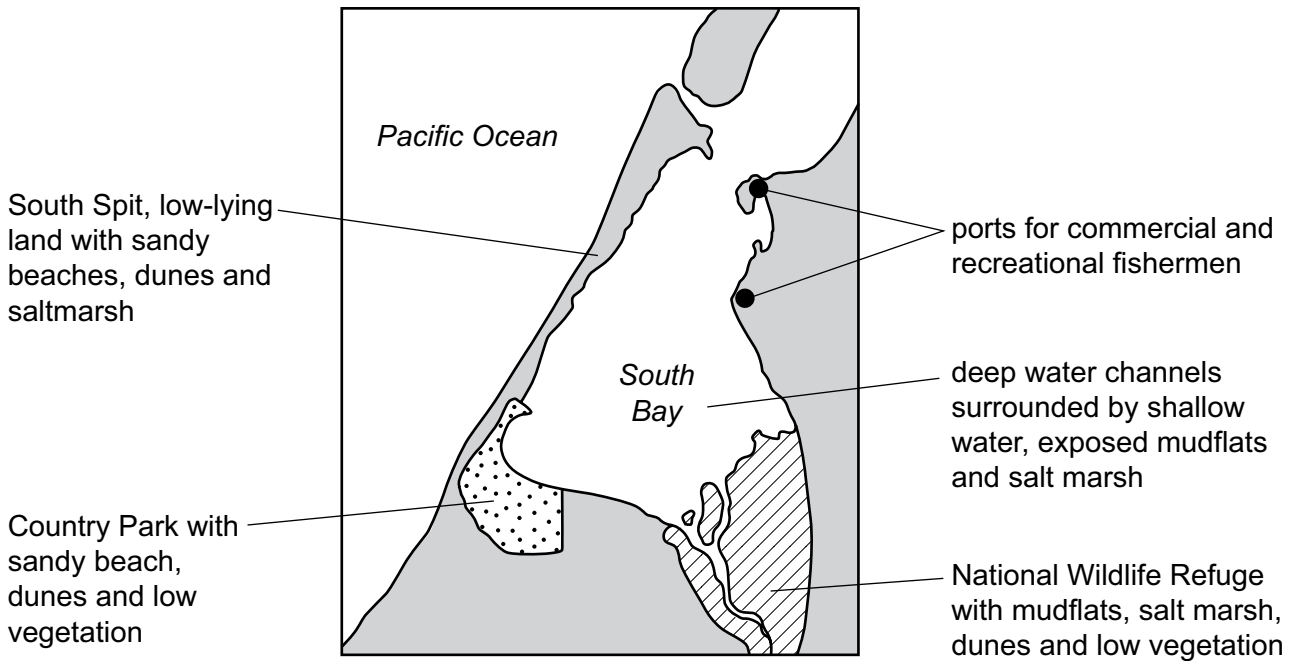 Pacific Ocean
South Spit, low-lying
land with sandy
beaches, dunes and
saltmarsh
ports for commercial and
recreational fishermen
South
Bay
deep water channels
surrounded by shallow
water, exposed mudflats
and salt marsh
Country Park with
sandy beach,
dunes and low
vegetation
National Wildlife Refuge
with mudflats, salt marsh,
dunes and low vegetation